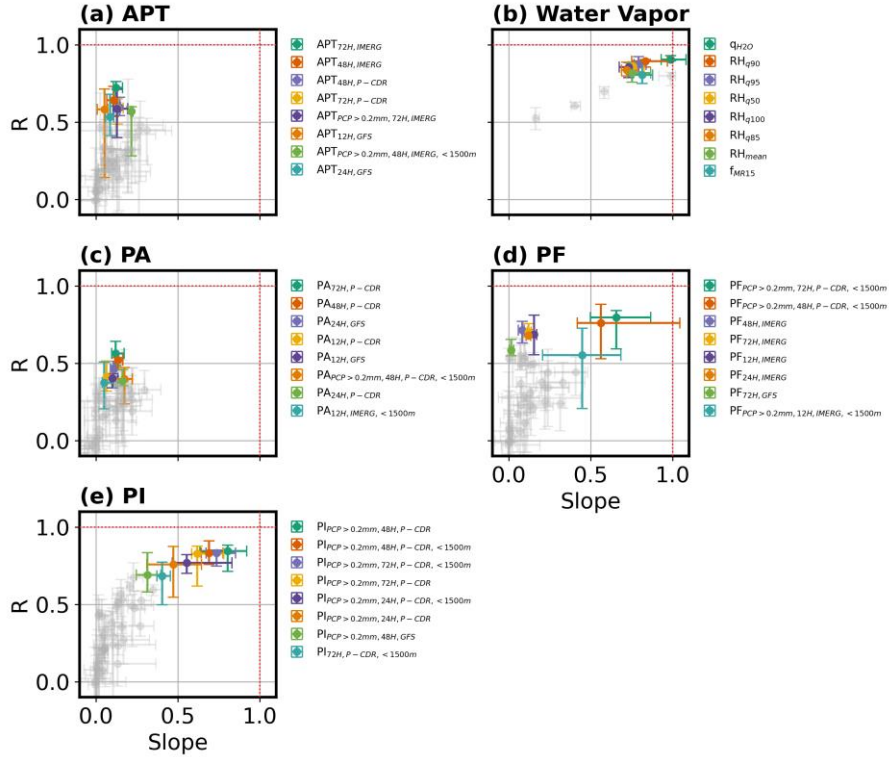 (a) APT
R
1.0
0.5
0.0
APT72H, IMERG
APT48H, IMERG
APT48H, P−CDR
APT72H, P−CDR
APTPCP>0.2mm, 72H, IMERG
APT12H, GFS
APTPCP>0.2mm, 48H, IMERG, <1500m
APT24H, GFS
(b) Water Vapor
qH2O
RHq90
RHq95
RHq50
RHq100
RHq85
RHmean
fMR15
(c) PA
R
1.0
0.5
0.0
PA72H, P−CDR
PA48H, P−CDR
PA24H, GFS
PA12H, P−CDR
PA12H, GFS
PAPCP>0.2mm, 48H, P−CDR, <1500m
PA24H, P−CDR
PA12H, IMERG, <1500m
(d) PF
PFPCP>0.2mm, 72H, P−CDR, <1500m
PFPCP>0.2mm, 48H, P−CDR, <1500m
PF48H, IMERG
PF72H, IMERG
PF12H, IMERG
PF24H, IMERG
PF72H, GFS
PFPCP>0.2mm, 12H, IMERG, <1500m
0.0 0.5 1.0
Slope
(e) PI
R
1.0
0.5
0.0
PIPCP>0.2mm, 48H, P−CDR
PIPCP>0.2mm, 48H, P−CDR, <1500m
PIPCP>0.2mm, 72H, P−CDR, <1500m
PIPCP>0.2mm, 72H, P−CDR
PIPCP>0.2mm, 24H, P−CDR, <1500m
PIPCP>0.2mm, 24H, P−CDR
PIPCP>0.2mm, 48H, GFS
PI72H, P−CDR, <1500m
0.0 0.5 1.0
Slope